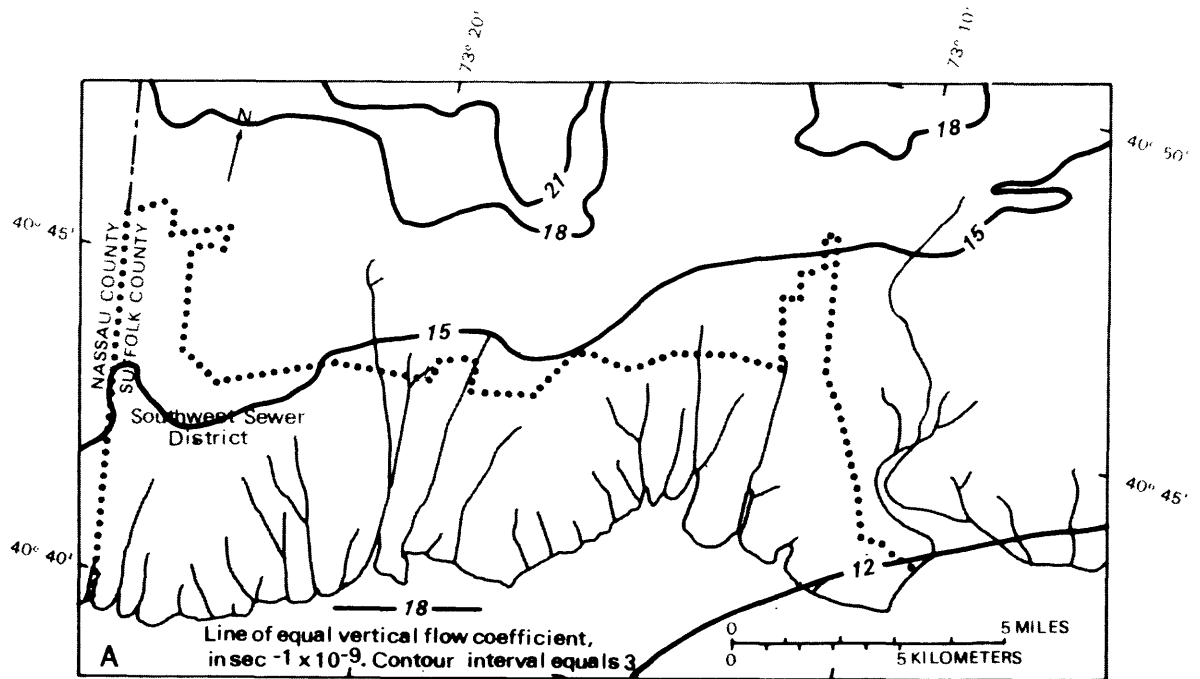 73° 20'
73° 10'
N
18
40° 50'
21
18
40° 45'
15
NASSAU COUNTY
SUFFOLK COUNTY
15
Southwest Sewer
District
40° 45'
40° 40'
12
18
Line of equal vertical flow coefficient,
in sec -1 x 10-9. Contour interval equals 3
A
0 5 MILES
0 5 KILOMETERS